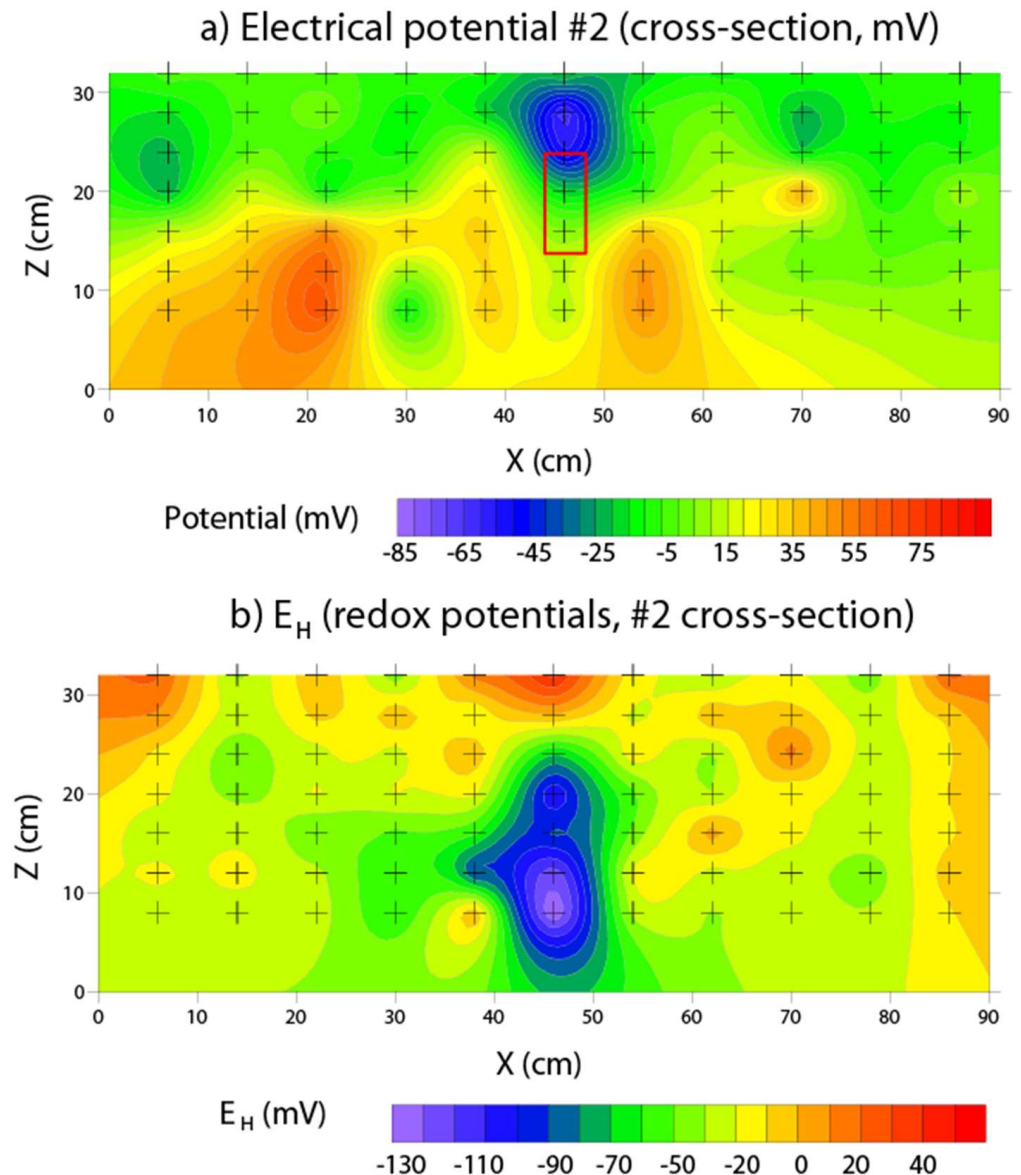 a) Electrical potential #2 (cross-section, mV)
30
20
10
0
Z (cm)
0 10 20 30 40 50 60 70 80 90
X (cm)
Potential (mV)
-85 -65 -45 -25 -5 15 35 55 75
b) E_H (redox potentials, #2 cross-section)
30
20
10
0
Z (cm)
0 10 20 30 40 50 60 70 80 90
X (cm)
E_H (mV)
-130 -110 -90 -70 -50 -20 0 20 40